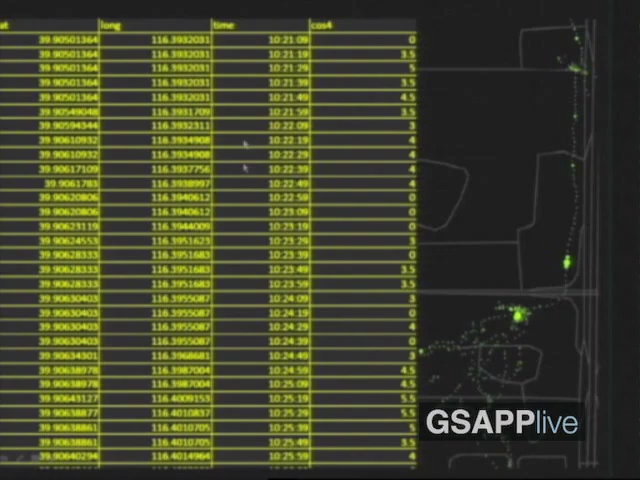 at long time cos4
39.90501364 116.3932031 10:21:09 0
39.90501364 116.3932031 10:21:19 3.5
39.90501364 116.3932031 10:21:29 5
39.90501364 116.3932031 10:21:39 3.5
39.90501364 116.3932031 10:21:49 4.5
39.90549048 116.3931709 10:21:59 3.5
39.90594344 116.3932311 10:22:09 3
39.90610932 116.3934908 10:22:19 4
39.90610932 116.3934908 10:22:29 4
39.90617109 116.3937756 10:22:39 4
39.9061783 116.3938997 10:22:49 4
39.90620806 116.3940612 10:22:59 0
39.90620806 116.3940612 10:23:09 0
39.90623119 116.3944009 10:23:19 0
39.90624553 116.3951623 10:23:29 3
39.90628333 116.3951683 10:23:39 0
39.90628333 116.3951683 10:23:49 3.5
39.90628333 116.3951683 10:23:59 3.5
39.90630403 116.3955087 10:24:09 3
39.90630403 116.3955087 10:24:19 0
39.90630403 116.3955087 10:24:29 4
39.90630403 116.3955087 10:24:39 0
39.90634301 116.3968681 10:24:49 3
39.90638978 116.3987004 10:24:59 4.5
39.90638978 116.3987004 10:25:09 4.5
39.90643127 116.4009153 10:25:19 5.5
39.90638877 116.4010837 10:25:29 5.5
39.90638861 116.4010705 10:25:39 5
39.90638861 116.4010705 10:25:49 3.5
39.90640294 116.4014964 10:25:59 4
GSAPPlive